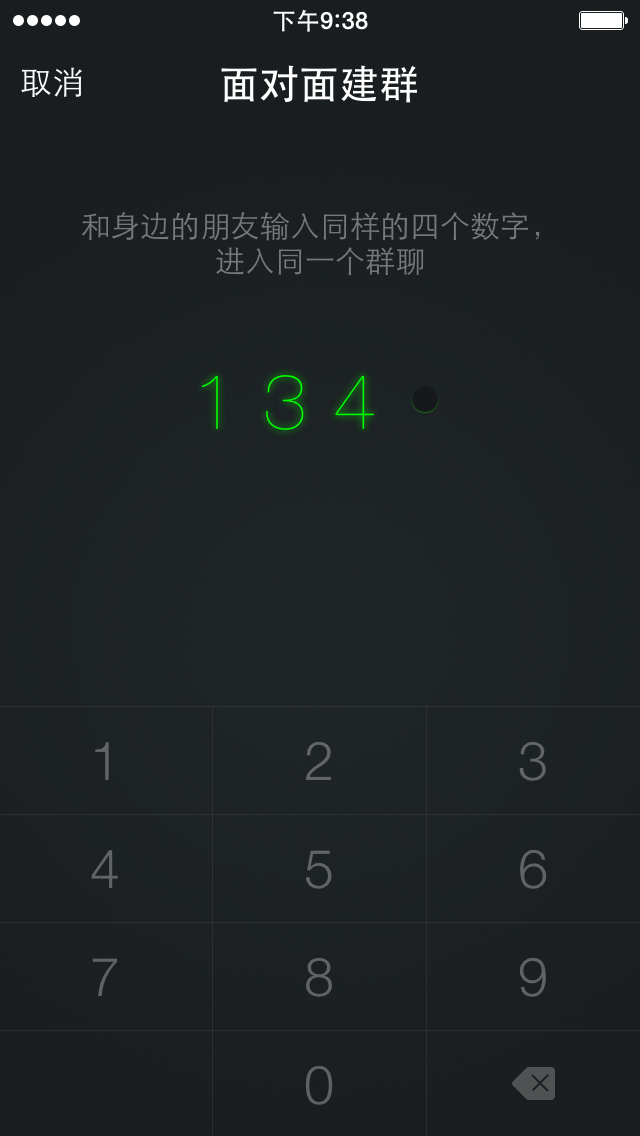 下午9:38
取消 面对面建群
和身边的朋友输入同样的四个数字，
进入同一个群聊
1 3 4
1 2 3
4 5 6
7 8 9
0